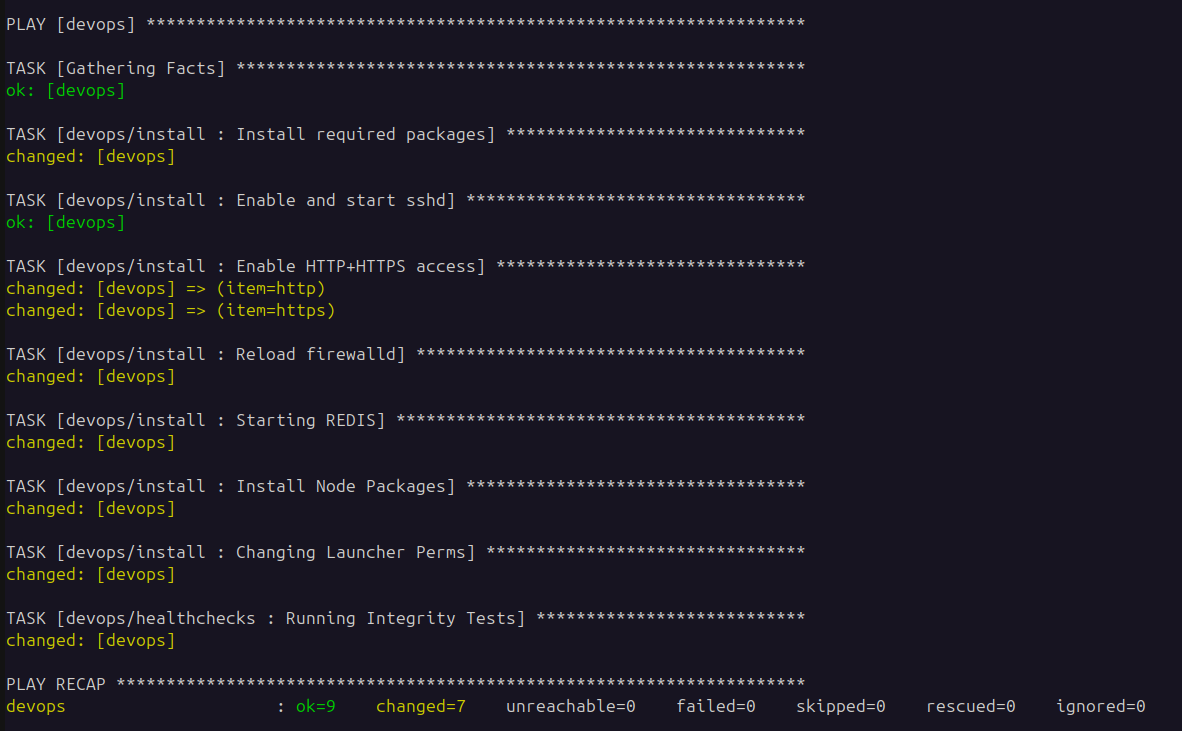 PLAY [devops] ******************************************************************
TASK [Gathering Facts] *********************************************************
ok: [devops]
TASK [devops/install : Install required packages] ******************************
changed: [devops]
TASK [devops/install : Enable and start sshd] **********************************
ok: [devops]
TASK [devops/install : Enable HTTP+HTTPS access] *******************************
changed: [devops] => (item=http)
changed: [devops] => (item=https)
TASK [devops/install : Reload firewalld] ***************************************
changed: [devops]
TASK [devops/install : Starting REDIS] *****************************************
changed: [devops]
TASK [devops/install : Install Node Packages] **********************************
changed: [devops]
TASK [devops/install : Changing Launcher Perms] ********************************
changed: [devops]
TASK [devops/healthchecks : Running Integrity Tests] ***************************
changed: [devops]
PLAY RECAP *********************************************************************
devops                     : ok=9    changed=7    unreachable=0    failed=0    skipped=0    rescued=0    ignored=0